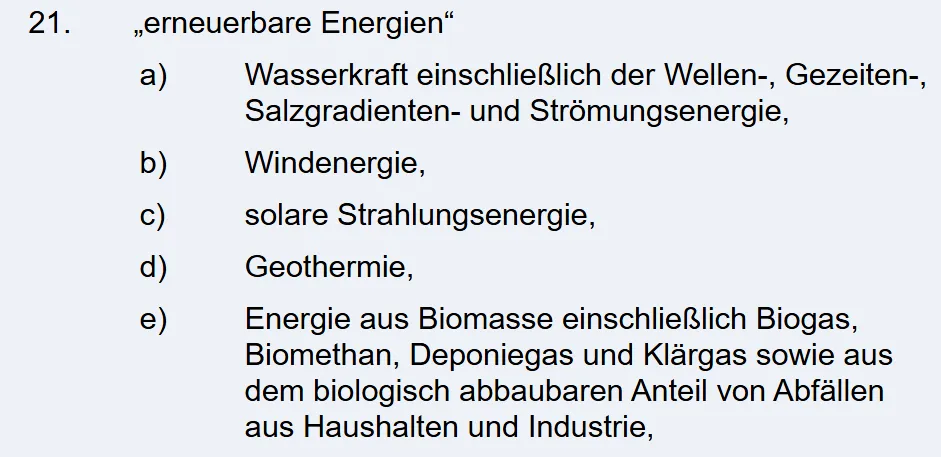 21. „erneuerbare Energien“
a) Wasserkraft einschließlich der Wellen-, Gezeiten-,
Salzgradienten- und Strömungsenergie,
b) Windenergie,
c) solare Strahlungsenergie,
d) Geothermie,
e) Energie aus Biomasse einschließlich Biogas,
Biomethan, Deponiegas und Klärgas sowie aus
dem biologisch abbaubaren Anteil von Abfällen
aus Haushalten und Industrie,